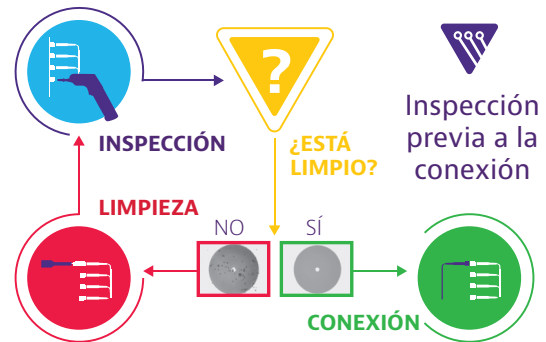 ?
INSPECCIÓN
¿ESTÁ
LIMPIO?
Inspección
previa a la
conexión
LIMPIEZA
NO
SÍ
CONEXIÓN